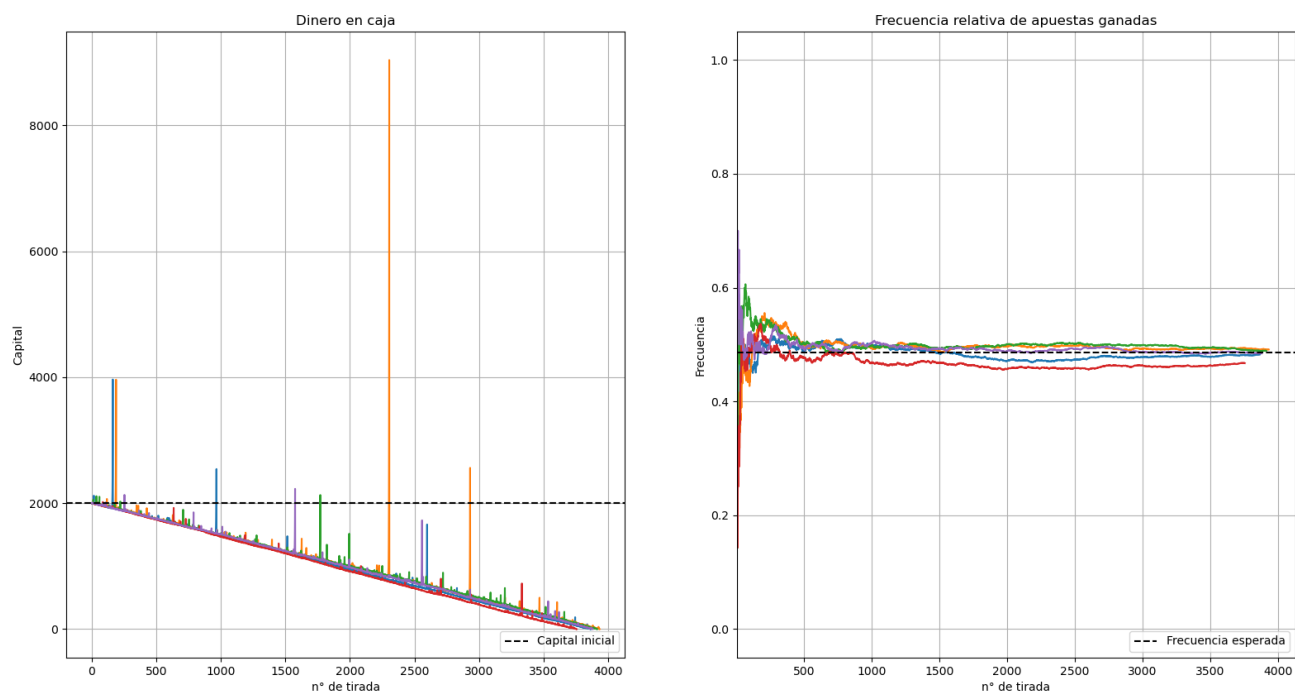 Dinero en caja
Capital
8000
6000
4000
2000
0
0 500 1000 1500 2000 2500 3000 3500 4000
n° de tirada
Capital inicial
Frecuencia relativa de apuestas ganadas
Frecuencia
1.0
0.8
0.6
0.4
0.2
0.0
500 1000 1500 2000 2500 3000 3500 4000
n° de tirada
Frecuencia esperada